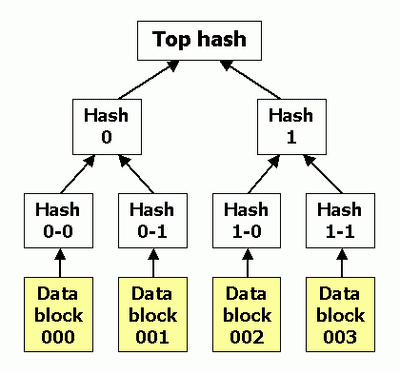 Top hash
Hash
0
Hash
1
Hash
0-0
Hash
0-1
Hash
1-0
Hash
1-1
Data
block
000
Data
block
001
Data
block
002
Data
block
003